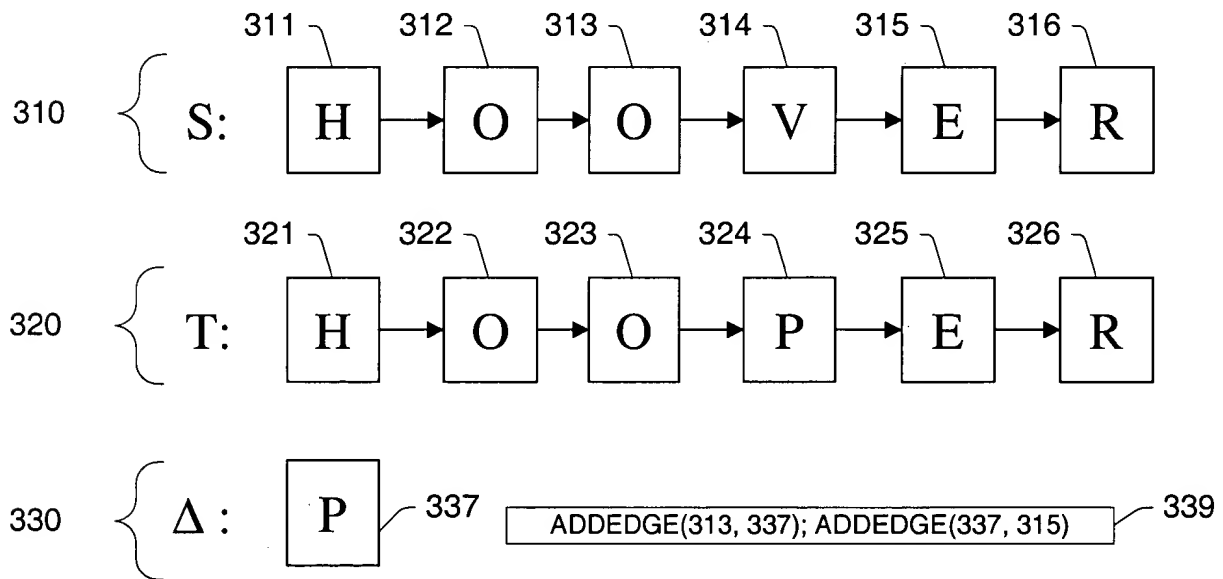 311 312 313 314 315 316
310 S: H O O V E R
321 322 323 324 325 326
320 T: H O O P E R
330 Δ : P 337 ADDEDGE(313, 337); ADDEDGE(337, 315) 339